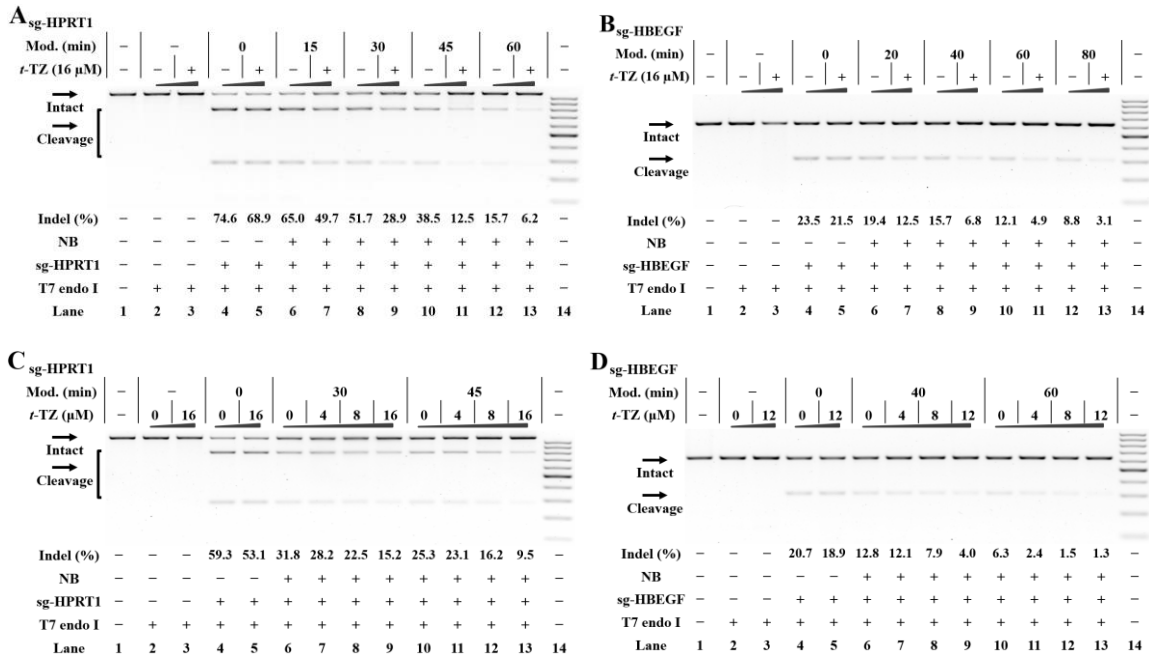 A
sg-HPRT1
Mod. (min) – – 0 15 30 45 60 –
t-TZ (16 μM) – – + – + – + – + – + – + –
Intact
Cleavage
Indel (%) – – – 74.6 68.9 65.0 49.7 51.7 28.9 38.5 12.5 15.7 6.2 –
NB – – – – – + + + + + + + + –
sg-HPRT1 – – – + + + + + + + + + + –
T7 endo I – + + + + + + + + + + + + –
Lane 1 2 3 4 5 6 7 8 9 10 11 12 13 14
B
sg-HBEGF
Mod. (min) – – 0 20 40 60 80 –
t-TZ (16 μM) – – + – + – + – + – + – + –
Intact
Cleavage
Indel (%) – – – 23.5 21.5 19.4 12.5 15.7 6.8 12.1 4.9 8.8 3.1 –
NB – – – – – + + + + + + + + –
sg-HBEGF – – – + + + + + + + + + + –
T7 endo I – + + + + + + + + + + + + –
Lane 1 2 3 4 5 6 7 8 9 10 11 12 13 14
C
sg-HPRT1
Mod. (min) – – 0 30 45 –
t-TZ (μM) – 0 16 0 16 0 4 8 16 0 4 8 16 –
Intact
Cleavage
Indel (%) – – – 59.3 53.1 31.8 28.2 22.5 15.2 25.3 23.1 16.2 9.5 –
NB – – – – – + + + + + + + + –
sg-HPRT1 – – – + + + + + + + + + + –
T7 endo I – + + + + + + + + + + + + –
Lane 1 2 3 4 5 6 7 8 9 10 11 12 13 14
D
sg-HBEGF
Mod. (min) – – 0 40 60 –
t-TZ (μM) – 0 12 0 12 0 4 8 12 0 4 8 12 –
Intact
Cleavage
Indel (%) – – – 20.7 18.9 12.8 12.1 7.9 4.0 6.3 2.4 1.5 1.3 –
NB – – – – – + + + + + + + + –
sg-HBEGF – – – + + + + + + + + + + –
T7 endo I – + + + + + + + + + + + + –
Lane 1 2 3 4 5 6 7 8 9 10 11 12 13 14